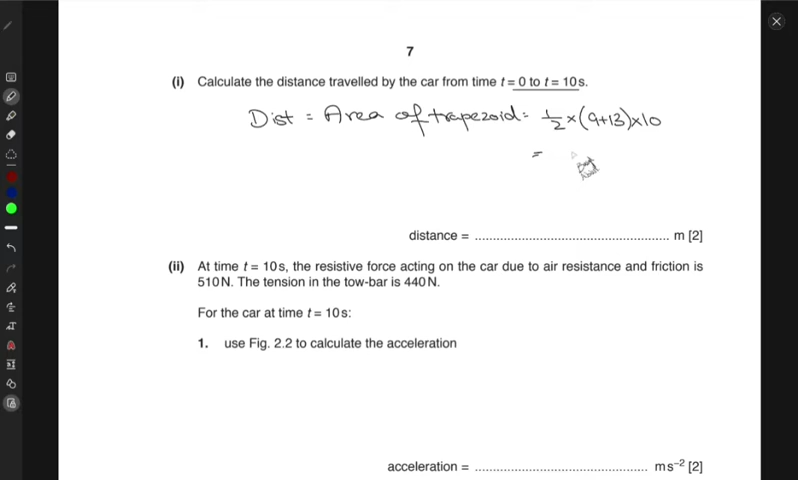 7
(i) Calculate the distance travelled by the car from time t = 0 to t = 10 s.
Dist = Area of trapezoid = 1/2 × (9+13) × 10
=
distance = ........................................................ m [2]
(ii) At time t = 10 s, the resistive force acting on the car due to air resistance and friction is
510 N. The tension in the tow-bar is 440 N.
For the car at time t = 10 s:
1. use Fig. 2.2 to calculate the acceleration
acceleration = .................................................. m s⁻² [2]